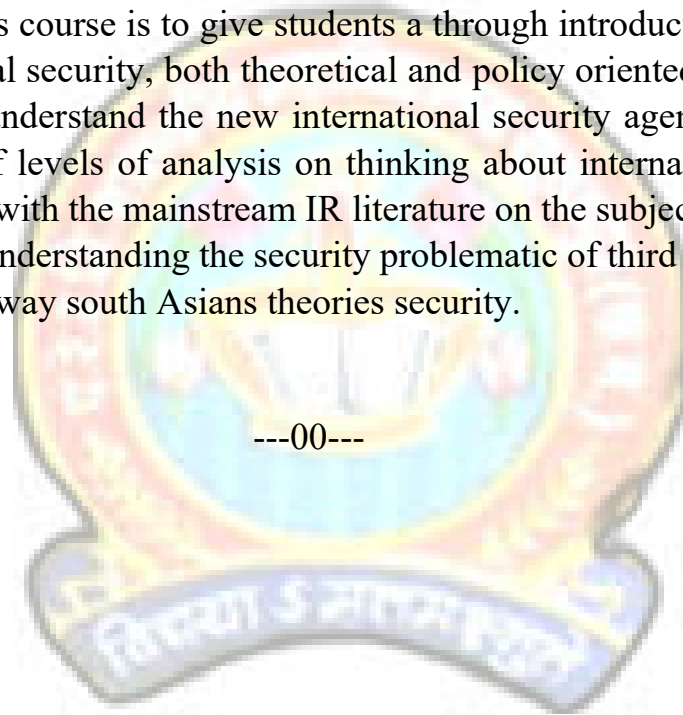 s course is to give students a through introduct
al security, both theoretical and policy oriented
understand the new international security agen
f levels of analysis on thinking about interna
with the mainstream IR literature on the subjec
nderstanding the security problematic of third
way south Asians theories security.
---00---